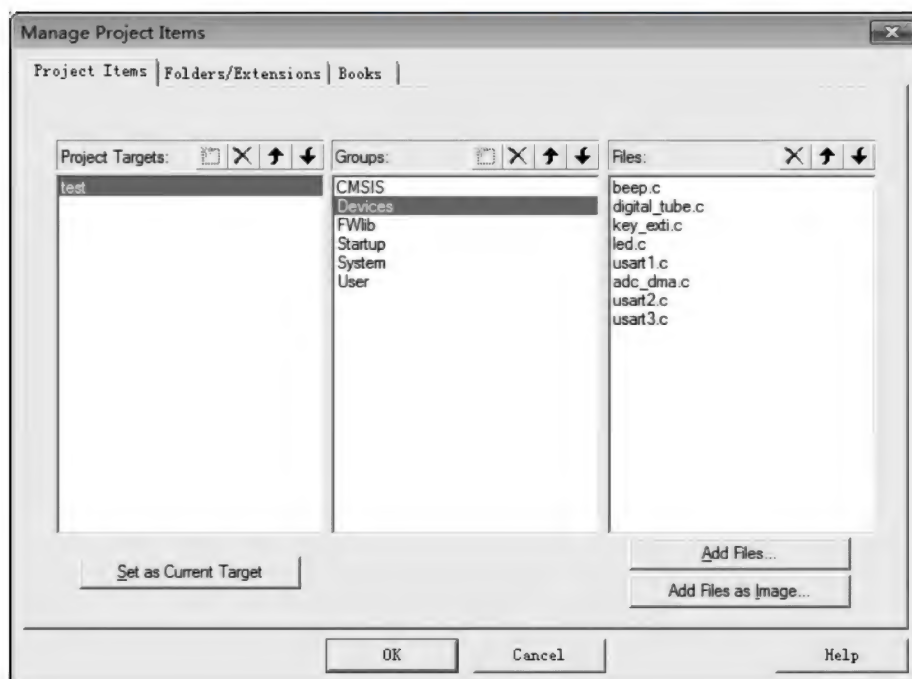 Manage Project Items
Project Items Folders/Extensions Books
Project Targets: Groups: Files:
test
CMSIS
Devices
FWlib
Startup
System
User
beep.c
digital_tube.c
key_exti.c
led.c
usart1.c
adc_dma.c
usart2.c
usart3.c
Set as Current Target
Add Files...
Add Files as Image...
OK Cancel Help